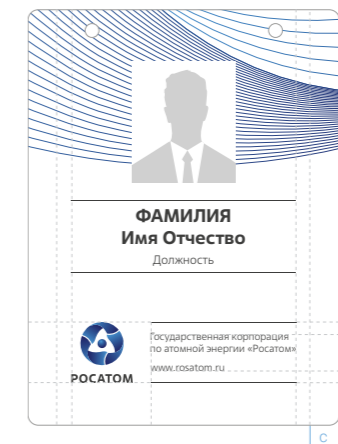 ФАМИЛИЯ
Имя Отчество
Должность
Государственная корпорация
по атомной энергии «Росатом»
www.rosatom.ru
РОСАТОМ
C